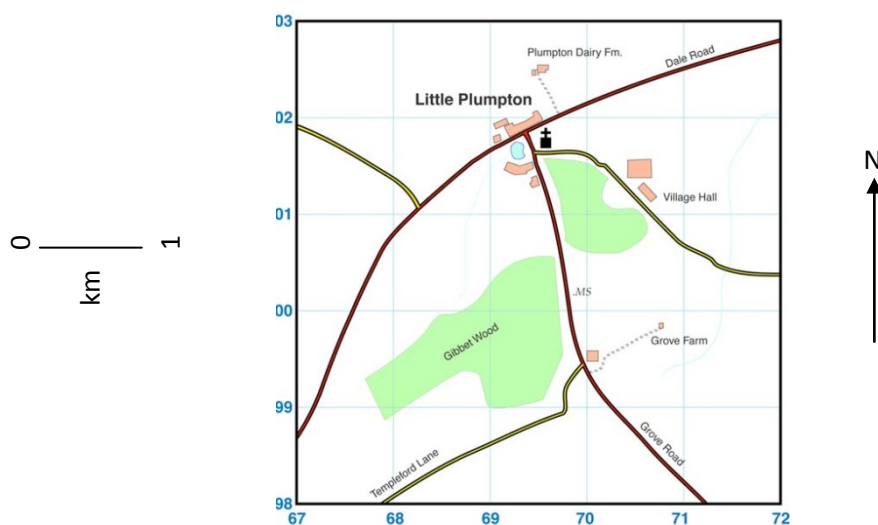 03
Plumpton Dairy Fm.
Dale Road
Little Plumpton
02
N
Village Hall
01
0
1
km
.MS
00
Gibbet Wood
Grove Farm
99
Grove Road
Templeford Lane
98
67
68
69
70
71
72